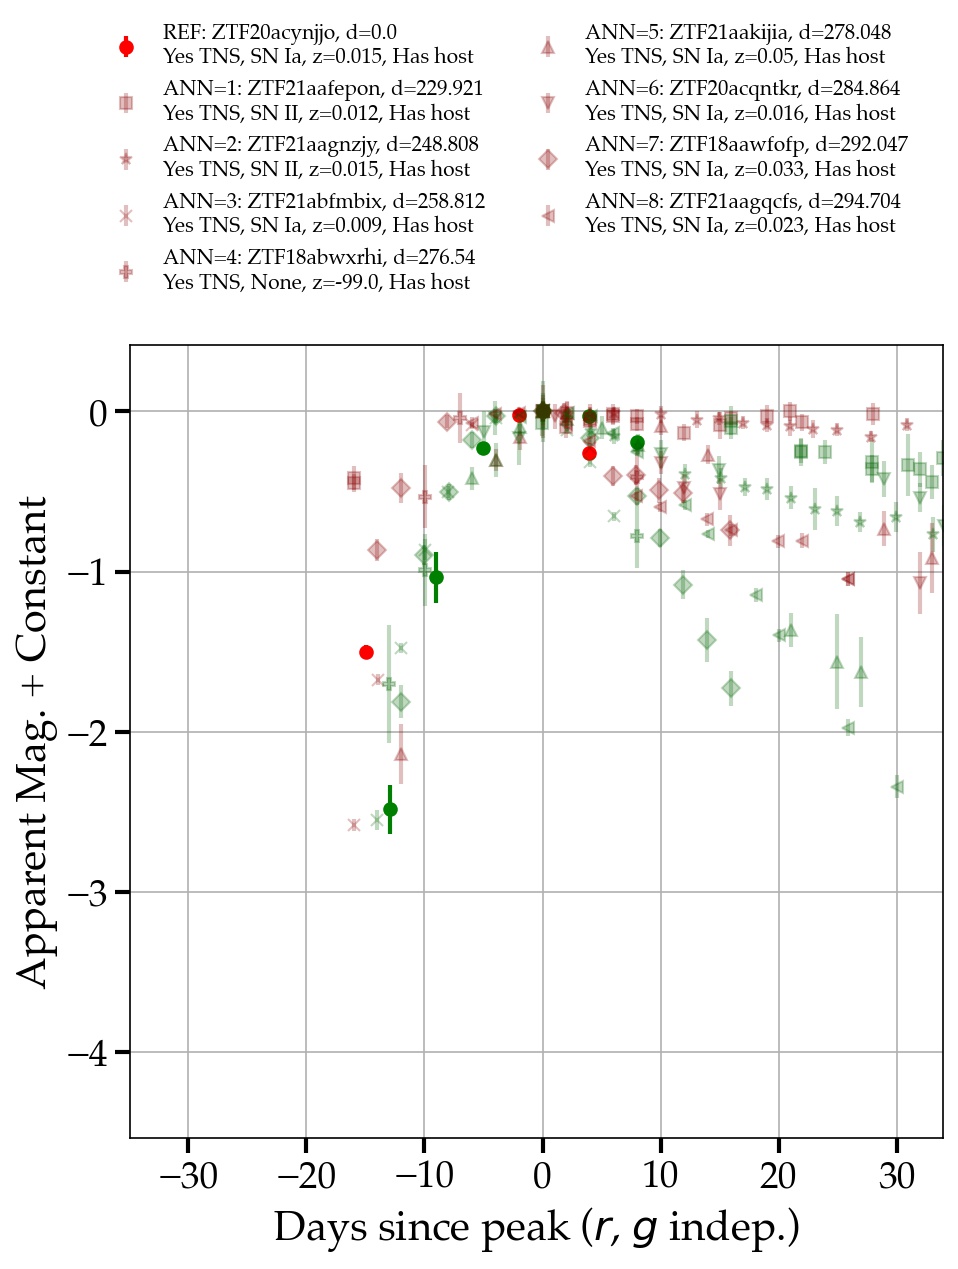 REF: ZTF20acynjjo, d=0.0
Yes TNS, SN Ia, z=0.015, Has host
ANN=1: ZTF21aafepon, d=229.921
Yes TNS, SN II, z=0.012, Has host
ANN=2: ZTF21aagnzjy, d=248.808
Yes TNS, SN II, z=0.015, Has host
ANN=3: ZTF21abfmbix, d=258.812
Yes TNS, SN Ia, z=0.009, Has host
ANN=4: ZTF18abwxrhi, d=276.54
Yes TNS, None, z=-99.0, Has host
ANN=5: ZTF21aakijia, d=278.048
Yes TNS, SN Ia, z=0.05, Has host
ANN=6: ZTF20acqntkr, d=284.864
Yes TNS, SN Ia, z=0.016, Has host
ANN=7: ZTF18aawfofp, d=292.047
Yes TNS, SN Ia, z=0.033, Has host
ANN=8: ZTF21aagqcfs, d=294.704
Yes TNS, SN Ia, z=0.023, Has host
Apparent Mag. + Constant
0
−1
−2
−3
−4
−30 −20 −10 0 10 20 30
Days since peak (r, g indep.)